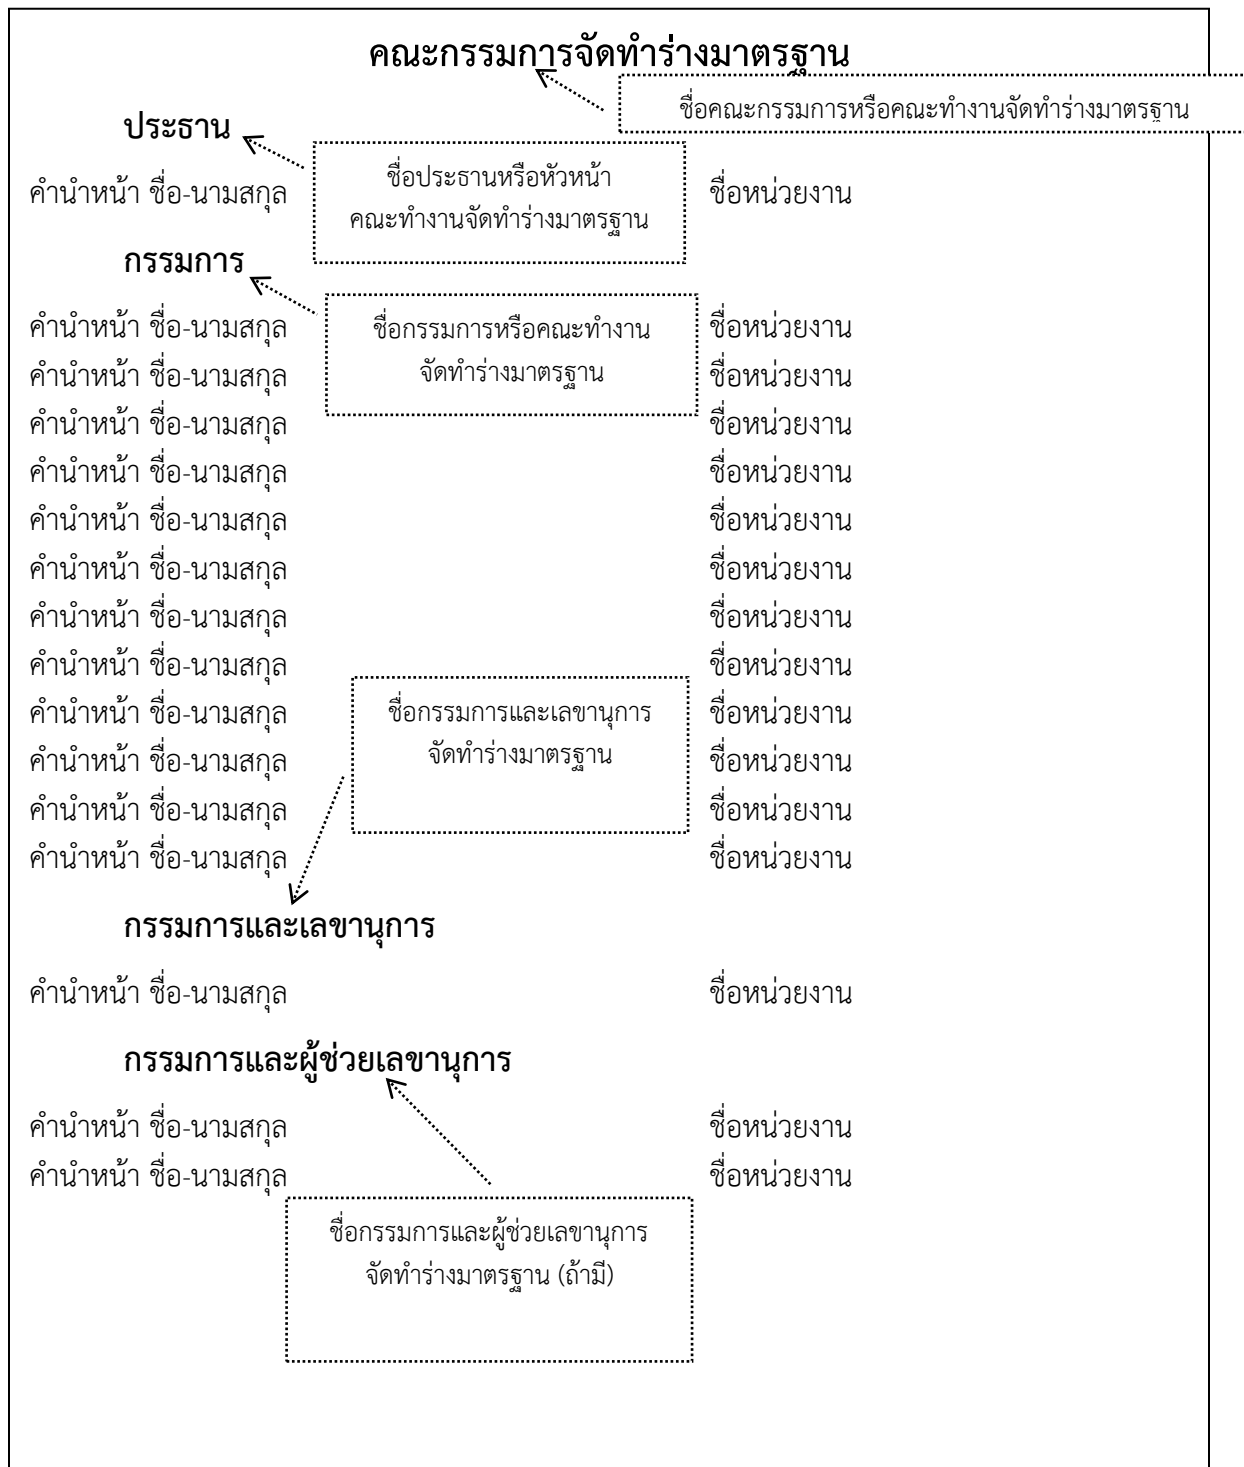 คณะกรรมการจัดทำร่างมาตรฐาน
ชื่อคณะกรรมการหรือคณะทำงานจัดทำร่างมาตรฐาน
ประธาน
ชื่อประธานหรือหัวหน้า
คำนำหน้า ชื่อ-นามสกุล ชื่อหน่วยงาน
คณะทำงานจัดทำร่างมาตรฐาน
กรรมการ
คำนำหน้า ชื่อ-นามสกุล ชื่อกรรมการหรือคณะทำงาน ชื่อหน่วยงาน
คำนำหน้า ชื่อ-นามสกุล จัดทำร่างมาตรฐาน ชื่อหน่วยงาน
คำนำหน้า ชื่อ-นามสกุล ชื่อหน่วยงาน
คำนำหน้า ชื่อ-นามสกุล ชื่อหน่วยงาน
คำนำหน้า ชื่อ-นามสกุล ชื่อหน่วยงาน
คำนำหน้า ชื่อ-นามสกุล ชื่อหน่วยงาน
คำนำหน้า ชื่อ-นามสกุล ชื่อหน่วยงาน
คำนำหน้า ชื่อ-นามสกุล ชื่อหน่วยงาน
คำนำหน้า ชื่อ-นามสกุล ชื่อกรรมการและเลขานุการ ชื่อหน่วยงาน
คำนำหน้า ชื่อ-นามสกุล จัดทำร่างมาตรฐาน ชื่อหน่วยงาน
คำนำหน้า ชื่อ-นามสกุล ชื่อหน่วยงาน
คำนำหน้า ชื่อ-นามสกุล ชื่อหน่วยงาน
กรรมการและเลขานุการ
คำนำหน้า ชื่อ-นามสกุล ชื่อหน่วยงาน
กรรมการและผู้ช่วยเลขานุการ
คำนำหน้า ชื่อ-นามสกุล ชื่อหน่วยงาน
คำนำหน้า ชื่อ-นามสกุล ชื่อหน่วยงาน
ชื่อกรรมการและผู้ช่วยเลขานุการ
จัดทำร่างมาตรฐาน (ถ้ามี)